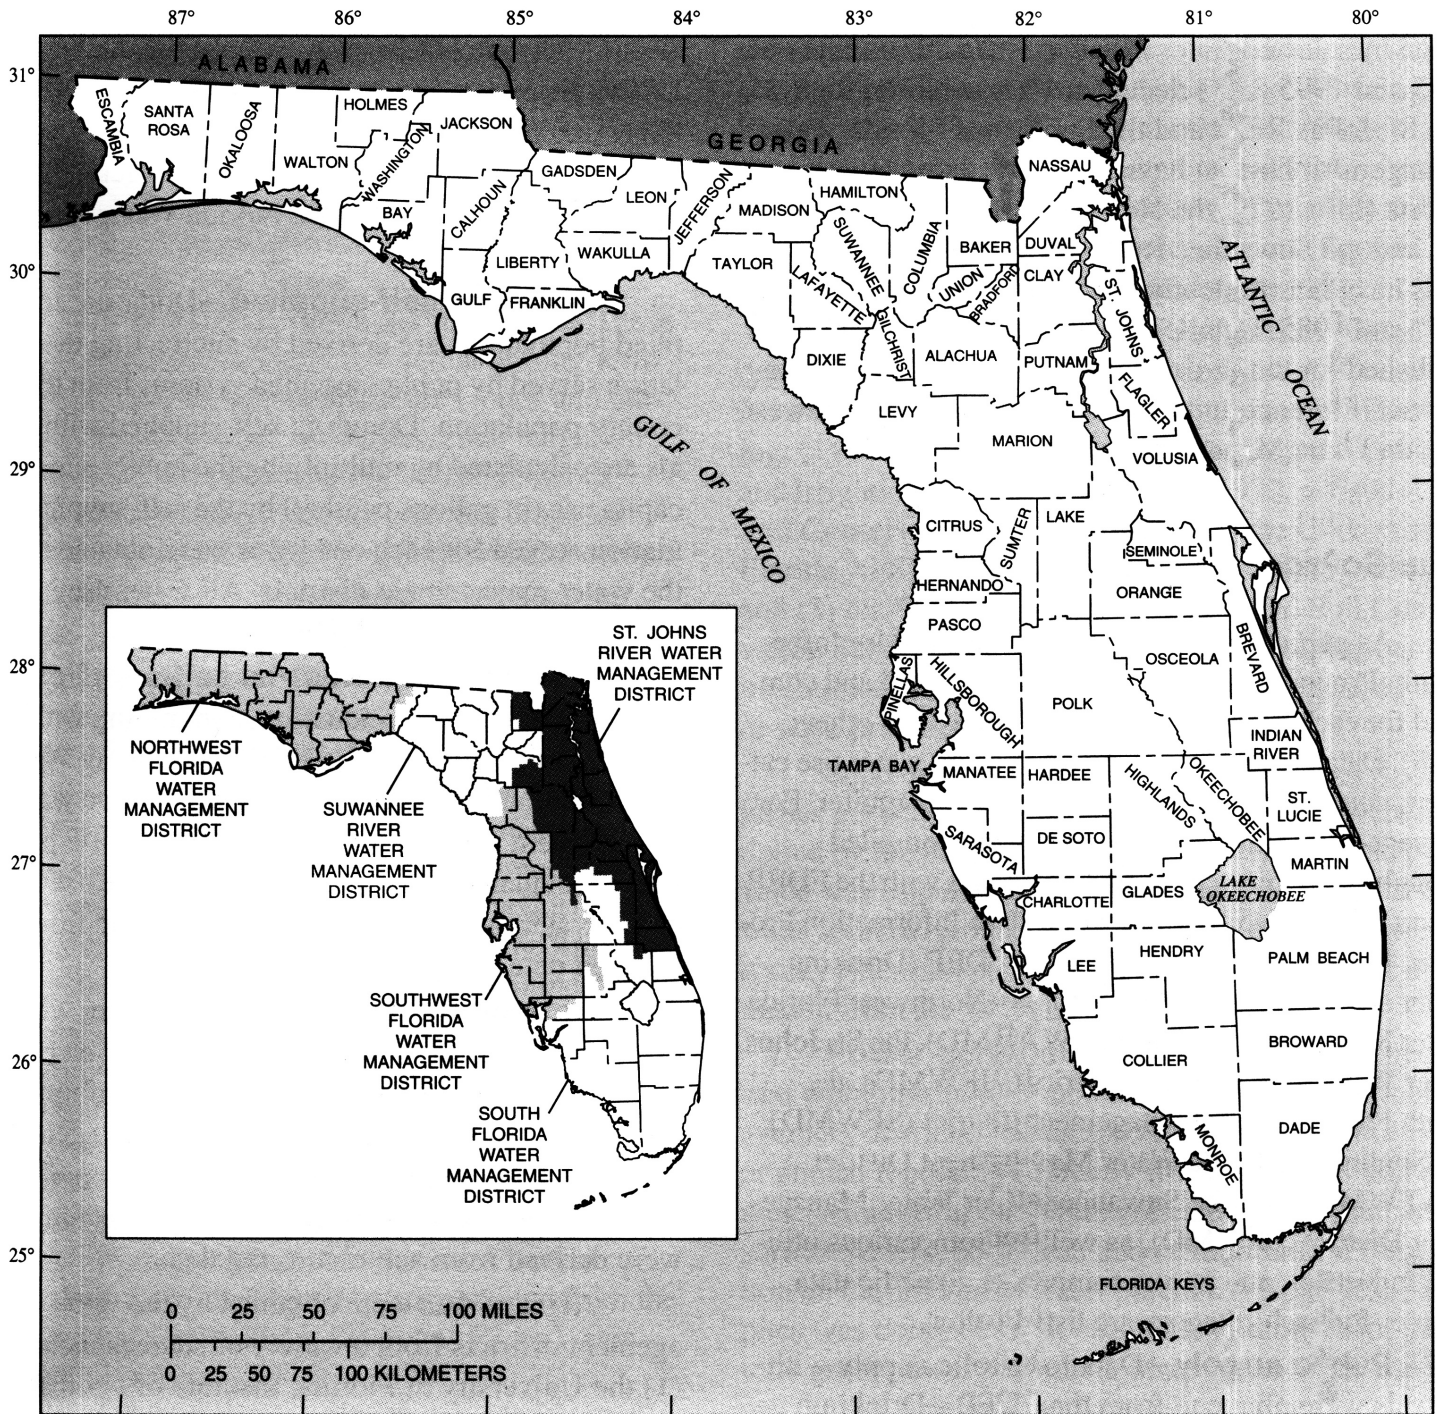 87° 86° 85° 84° 83° 82° 81° 80°
31°
30°
29°
28°
27°
26°
25°
ALABAMA
GEORGIA
ESCAMBIA
SANTA
ROSA
OKALOOSA
WALTON
HOLMES
WASHINGTON
JACKSON
BAY
CALHOUN
GULF
LIBERTY
GADSDEN
FRANKLIN
LEON
WAKULLA
JEFFERSON
MADISON
TAYLOR
HAMILTON
SUWANNEE
LAFAYETTE
DIXIE
COLUMBIA
GILCHRIST
BAKER
UNION
BRADFORD
NASSAU
DUVAL
CLAY
ST. JOHNS
ALACHUA
PUTNAM
FLAGLER
LEVY
MARION
VOLUSIA
CITRUS
SUMTER
LAKE
HERNANDO
SEMINOLE
ORANGE
PASCO
BREVARD
OSCEOLA
PINELLAS
HILLSBOROUGH
POLK
INDIAN
RIVER
TAMPA BAY
MANATEE
HARDEE
HIGHLANDS
OKEECHOBEE
ST.
LUCIE
SARASOTA
DE SOTO
MARTIN
CHARLOTTE
GLADES
LAKE
OKEECHOBEE
LEE
HENDRY
PALM BEACH
COLLIER
BROWARD
MONROE
DADE
FLORIDA KEYS
GULF OF MEXICO
ATLANTIC
OCEAN
ST. JOHNS
RIVER WATER
MANAGEMENT
DISTRICT
NORTHWEST
FLORIDA
WATER
MANAGEMENT
DISTRICT
SUWANNEE
RIVER
WATER
MANAGEMENT
DISTRICT
SOUTHWEST
FLORIDA
WATER
MANAGEMENT
DISTRICT
SOUTH
FLORIDA
WATER
MANAGEMENT
DISTRICT
0 25 50 75 100 MILES
0 25 50 75 100 KILOMETERS